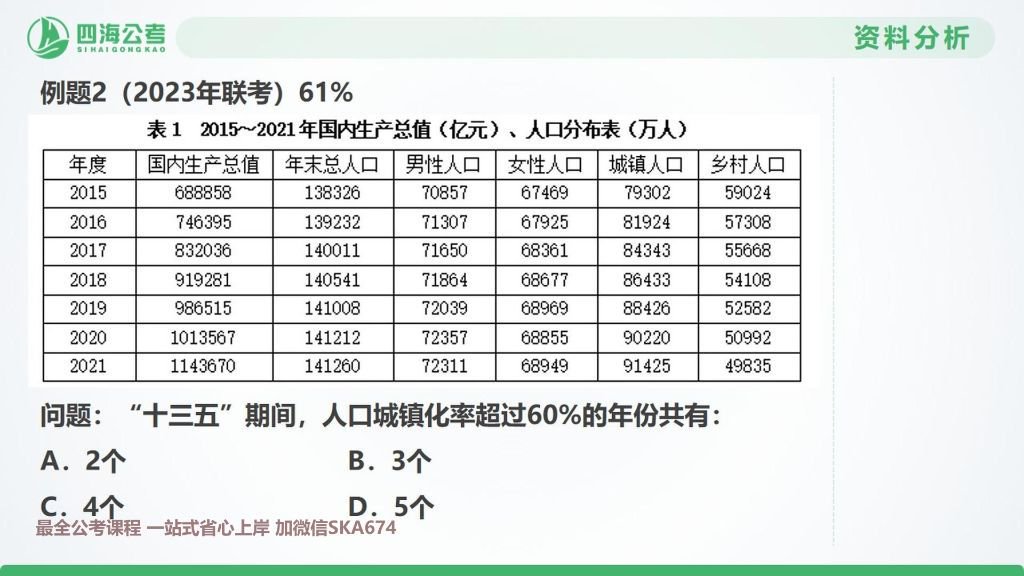 四海公考
SIHAIGONGKAO
资料分析
例题2（2023年联考）61%
表 1 2015～2021 年国内生产总值（亿元）、人口分布表（万人）
年度 国内生产总值 年末总人口 男性人口 女性人口 城镇人口 乡村人口
2015 688858 138326 70857 67469 79302 59024
2016 746395 139232 71307 67925 81924 57308
2017 832036 140011 71650 68361 84343 55668
2018 919281 140541 71864 68677 86433 54108
2019 986515 141008 72039 68969 88426 52582
2020 1013567 141212 72357 68855 90220 50992
2021 1143670 141260 72311 68949 91425 49835
问题：“十三五”期间，人口城镇化率超过60%的年份共有：
A．2个 B．3个
C．4个 D．5个
最全公考课程 一站式省心上岸 加微信SKA674